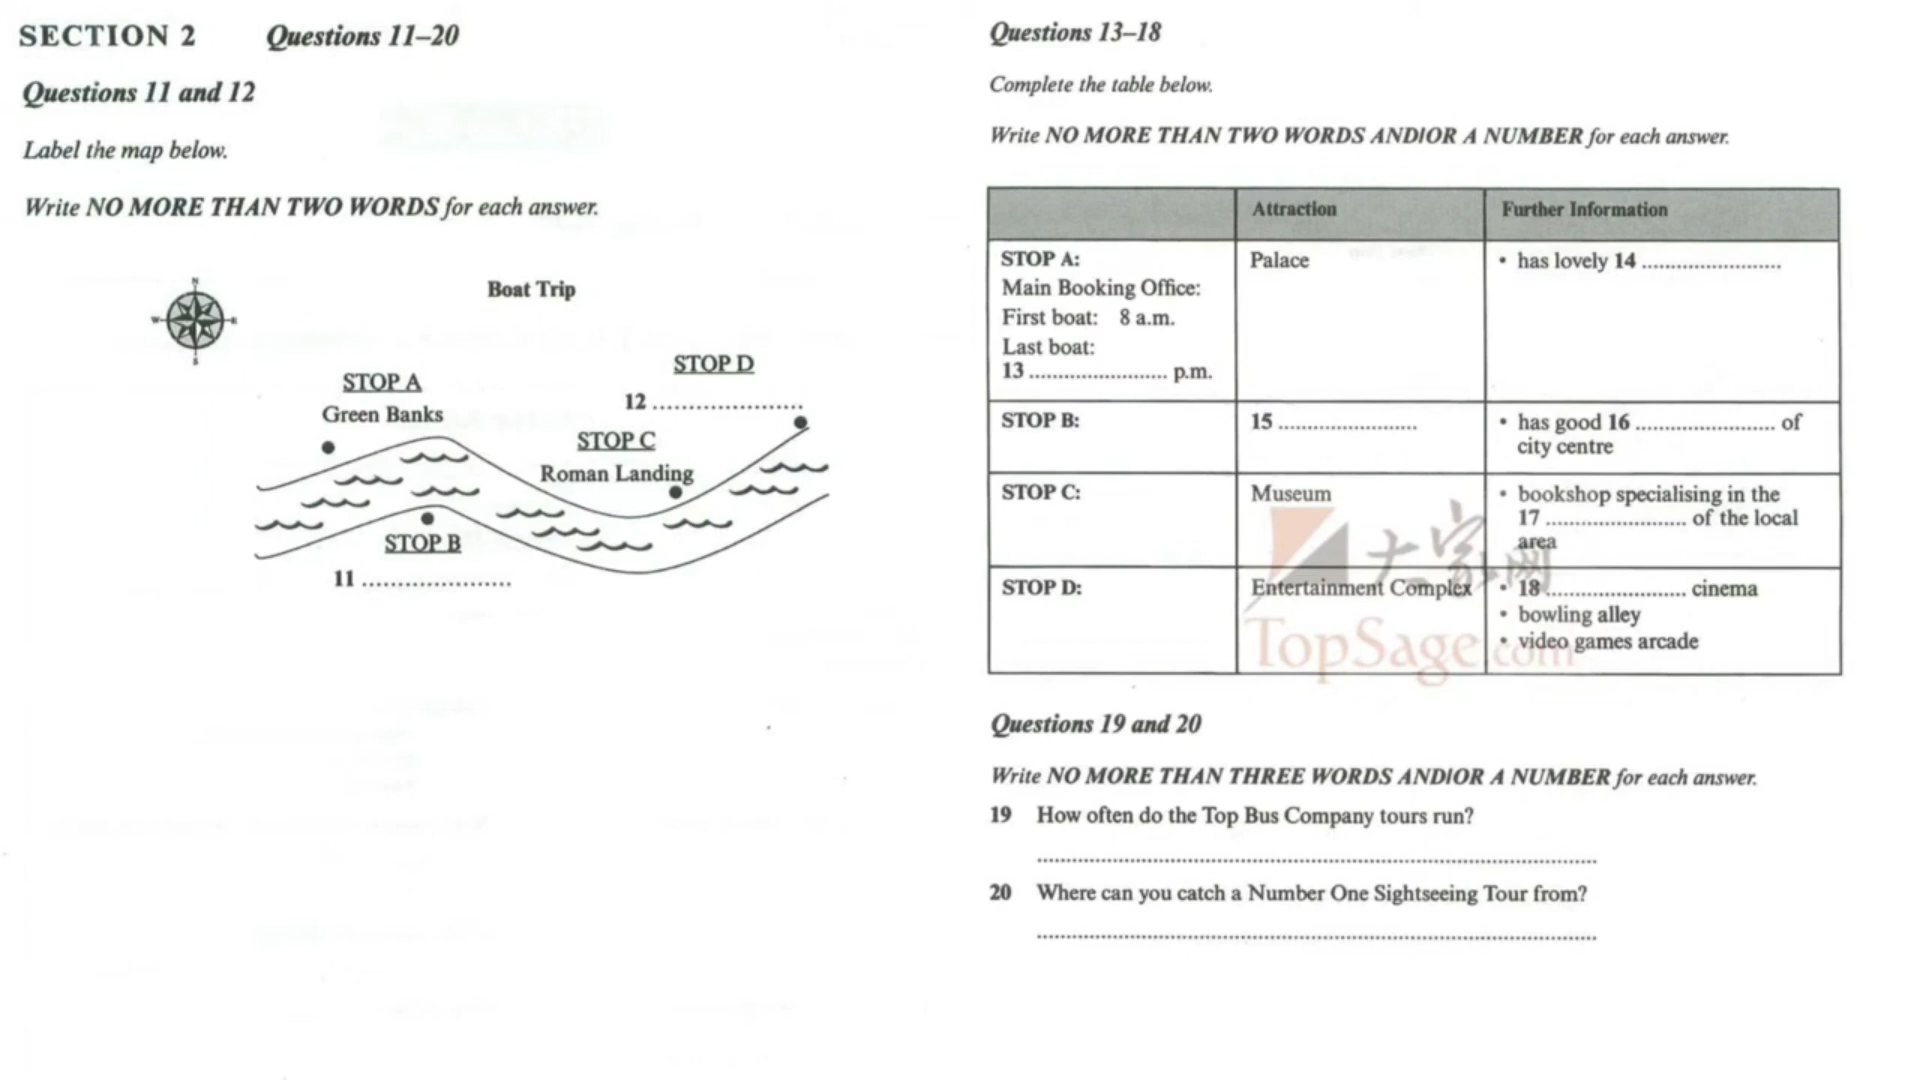 SECTION 2 Questions 11–20
Questions 11 and 12
Label the map below.
Write NO MORE THAN TWO WORDS for each answer.
Boat Trip
N
W E
S
STOP A
Green Banks
STOP D
12 ....................
STOP C
Roman Landing
STOP B
11 ....................
Questions 13–18
Complete the table below.
Write NO MORE THAN TWO WORDS AND/OR A NUMBER for each answer.
Attraction Further Information
STOP A:
Main Booking Office:
First boat: 8 a.m.
Last boat:
13 ....................... p.m.
Palace
• has lovely 14 .......................
STOP B:
15 .......................
• has good 16 ....................... of
city centre
STOP C:
Museum
• bookshop specialising in the
17 ....................... of the local
area
STOP D:
Entertainment Complex
• 18 ....................... cinema
• bowling alley
• video games arcade
大家网
TopSage.com
Questions 19 and 20
Write NO MORE THAN THREE WORDS AND/OR A NUMBER for each answer.
19 How often do the Top Bus Company tours run?
....................................................................................
20 Where can you catch a Number One Sightseeing Tour from?
....................................................................................